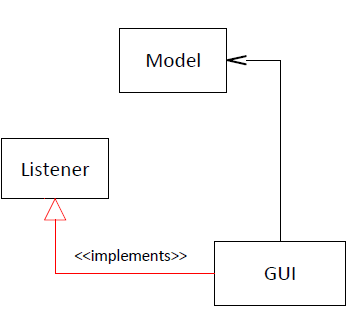 Model
Listener
<<implements>>
GUI